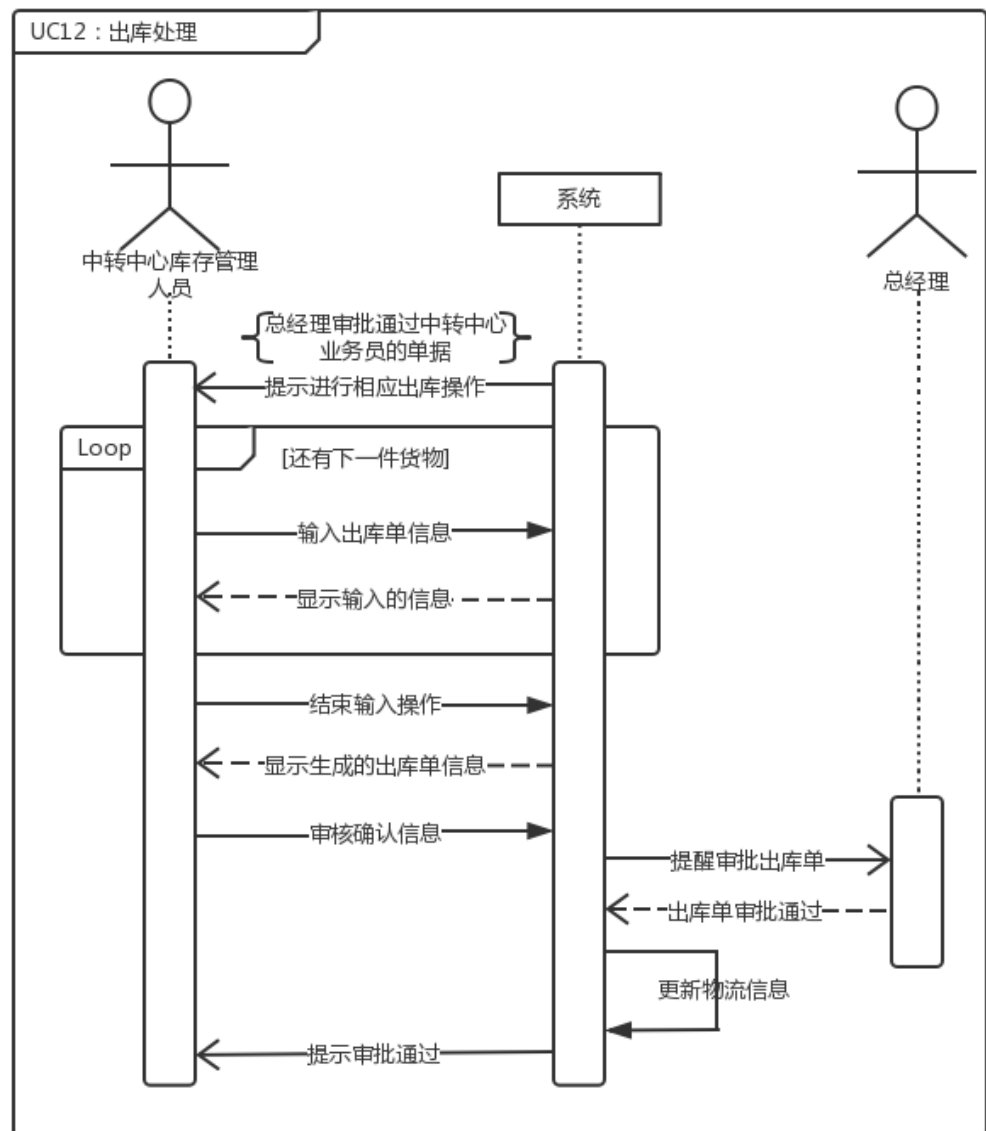 UC12：出库处理
系统
中转中心库存管理
人员
总经理
总经理审批通过中转中心
业务员的单据
提示进行相应出库操作
Loop
[还有下一件货物]
输入出库单信息
显示输入的信息
结束输入操作
显示生成的出库单信息
审核确认信息
提醒审批出库单
出库单审批通过
更新物流信息
提示审批通过